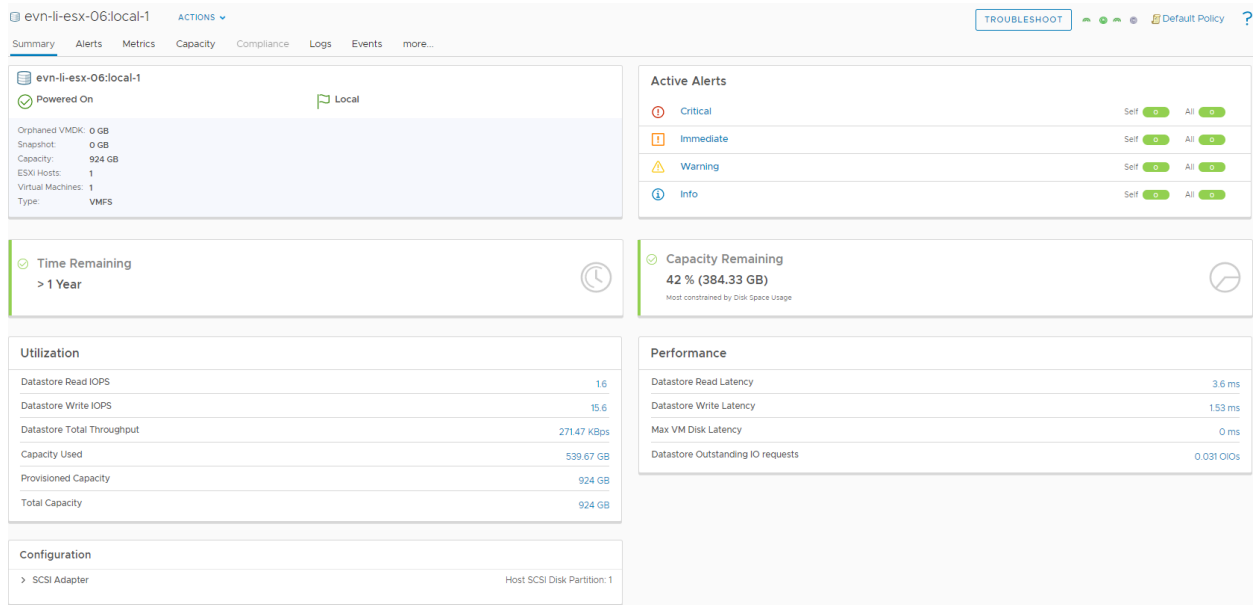 evn-li-esx-06:local-1 ACTIONS TROUBLESHOOT Default Policy ?
Summary Alerts Metrics Capacity Compliance Logs Events more...
evn-li-esx-06:local-1
Powered On Local
Orphaned VMDK: 0 GB
Snapshot: 0 GB
Capacity: 924 GB
ESXi Hosts: 1
Virtual Machines: 1
Type: VMFS
Active Alerts
Critical Self 0 All 0
Immediate Self 0 All 0
Warning Self 0 All 0
Info Self 0 All 0
Time Remaining
> 1 Year
Capacity Remaining
42 % (384.33 GB)
Most constrained by Disk Space Usage
Utilization
Datastore Read IOPS 1.6
Datastore Write IOPS 15.6
Datastore Total Throughput 271.47 KBps
Capacity Used 539.67 GB
Provisioned Capacity 924 GB
Total Capacity 924 GB
Performance
Datastore Read Latency 3.6 ms
Datastore Write Latency 1.53 ms
Max VM Disk Latency 0 ms
Datastore Outstanding IO requests 0.031 OIOs
Configuration
SCSI Adapter Host SCSI Disk Partition: 1